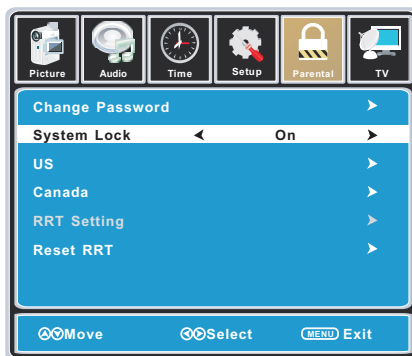 Picture Audio Time Setup Parental TV
Change Password
System Lock On
US
Canada
RRT Setting
Reset RRT
Move Select MENU Exit